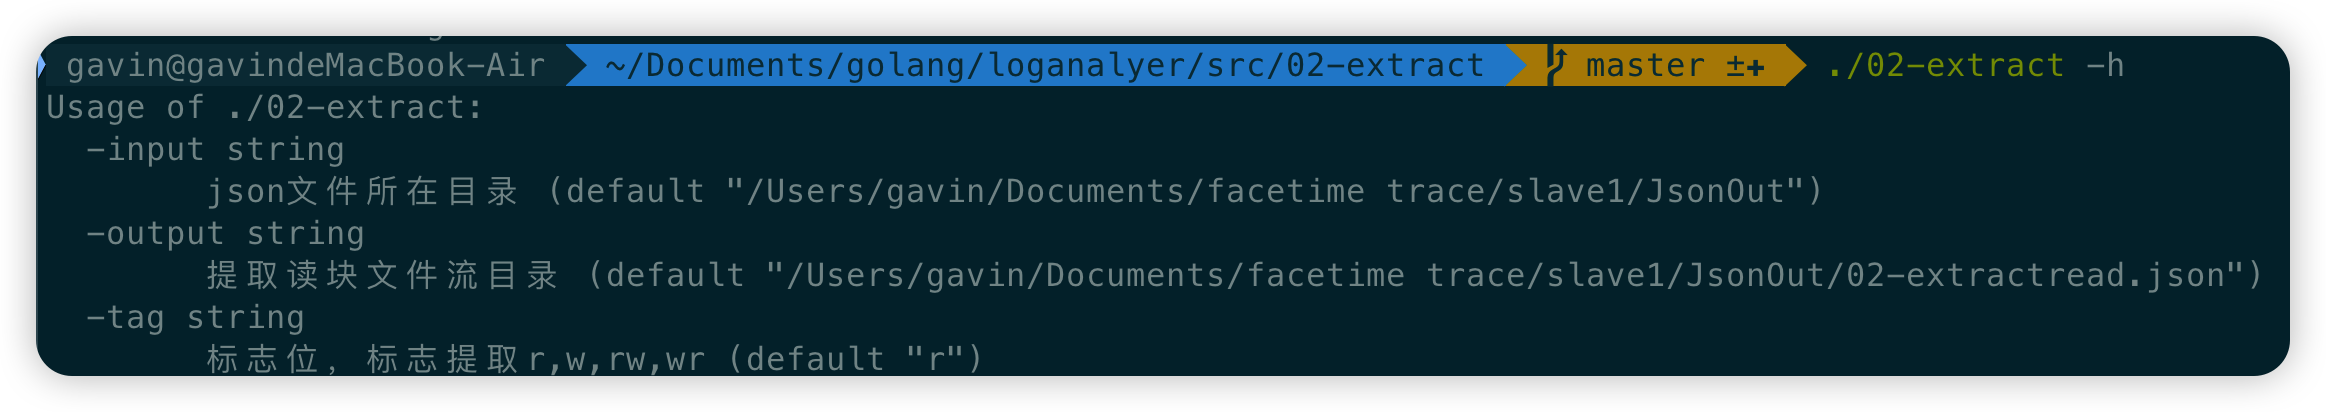 gavin@gavindeMacBook-Air ~/Documents/golang/loganalyer/src/02-extract master ±✚ ./02-extract -h
Usage of ./02-extract:
-input string
json文件所在目录 (default "/Users/gavin/Documents/facetime trace/slave1/JsonOut")
-output string
提取读块文件流目录 (default "/Users/gavin/Documents/facetime trace/slave1/JsonOut/02-extractread.json")
-tag string
标志位，标志提取r,w,rw,wr (default "r")